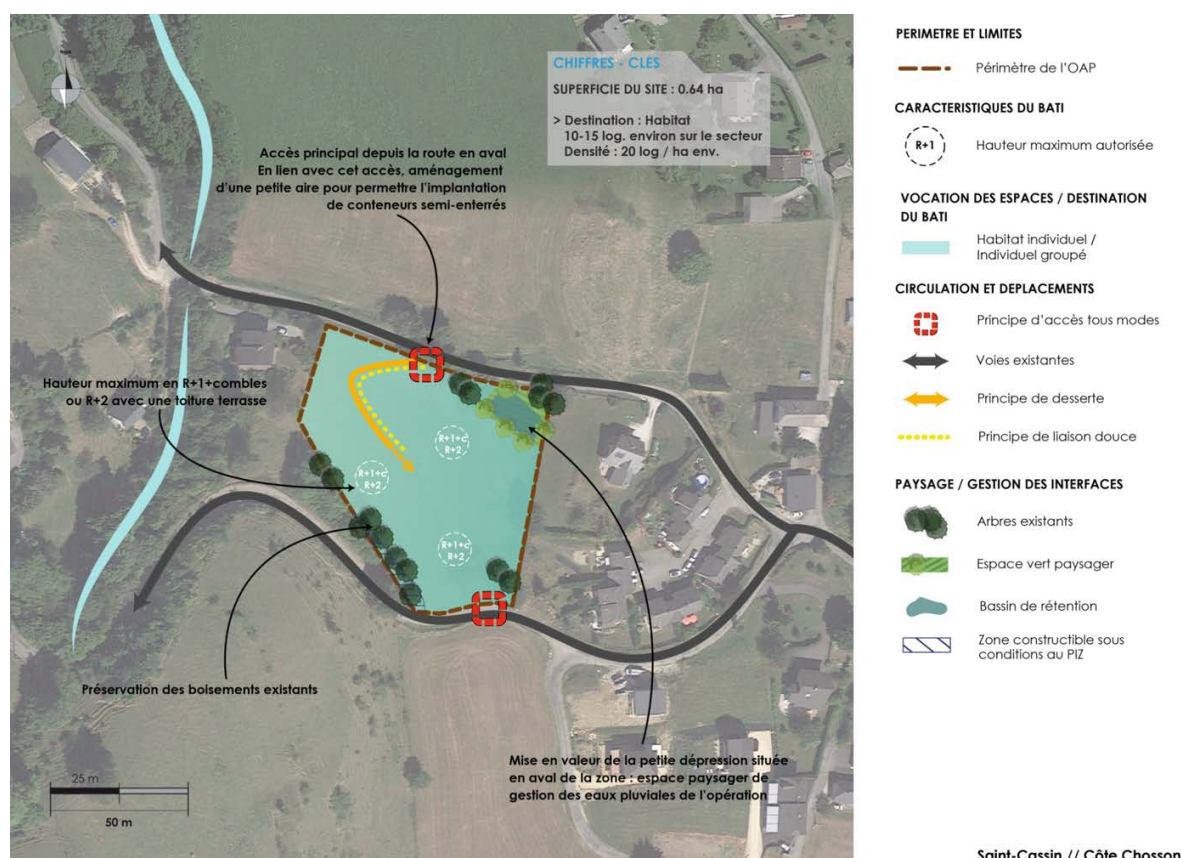 CHIFFRES - CLES
SUPERFICIE DU SITE : 0.64 ha
> Destination : Habitat
10-15 log. environ sur le secteur
Densité : 20 log / ha env.
Accès principal depuis la route en aval
En lien avec cet accès, aménagement
d'une petite aire pour permettre l'implantation
de conteneurs semi-enterrés
Hauteur maximum en R+1+combles
ou R+2 avec une toiture terrasse
R+1+c
R+2
R+1+c
R+2
R+1+c
R+2
Préservation des boisements existants
Mise en valeur de la petite dépression située
en aval de la zone : espace paysager de
gestion des eaux pluviales de l'opération
25 m
50 m
PERIMETRE ET LIMITES
Périmètre de l'OAP
CARACTERISTIQUES DU BATI
R+1
Hauteur maximum autorisée
VOCATION DES ESPACES / DESTINATION
DU BATI
Habitat individuel /
Individuel groupé
CIRCULATION ET DEPLACEMENTS
Principe d'accès tous modes
Voies existantes
Principe de desserte
Principe de liaison douce
PAYSAGE / GESTION DES INTERFACES
Arbres existants
Espace vert paysager
Bassin de rétention
Zone constructible sous
conditions au PIZ
Saint-Cassin // Côte Chosson